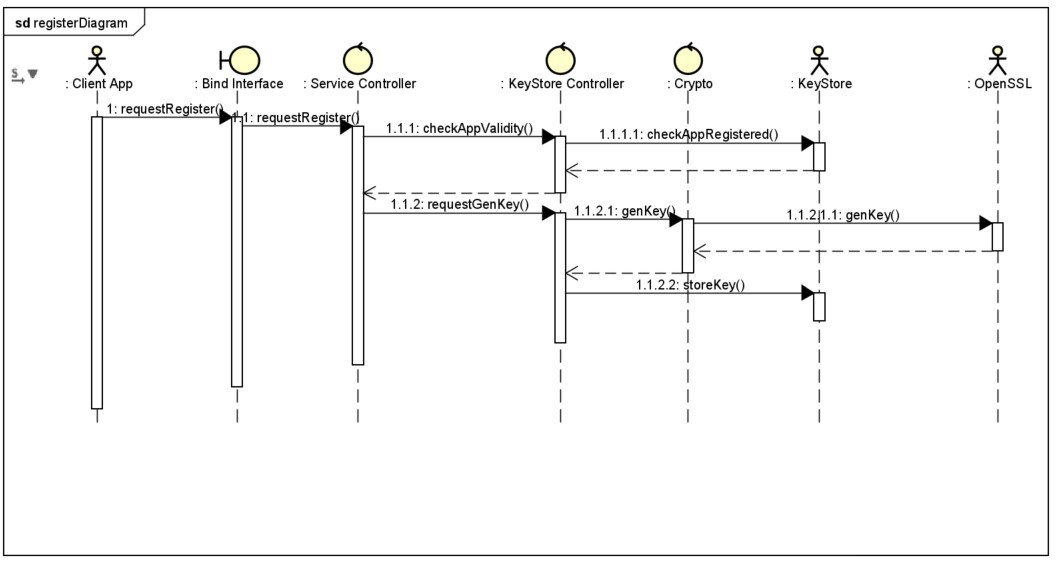 sd registerDiagram
S
: Client App
: Bind Interface
: Service Controller
: KeyStore Controller
: Crypto
: KeyStore
: OpenSSL
1: requestRegister()
1.1: requestRegister()
1.1.1: checkAppValidity()
1.1.1.1: checkAppRegistered()
1.1.2: requestGenKey()
1.1.2.1: genKey()
1.1.2.1.1: genKey()
1.1.2.2: storeKey()